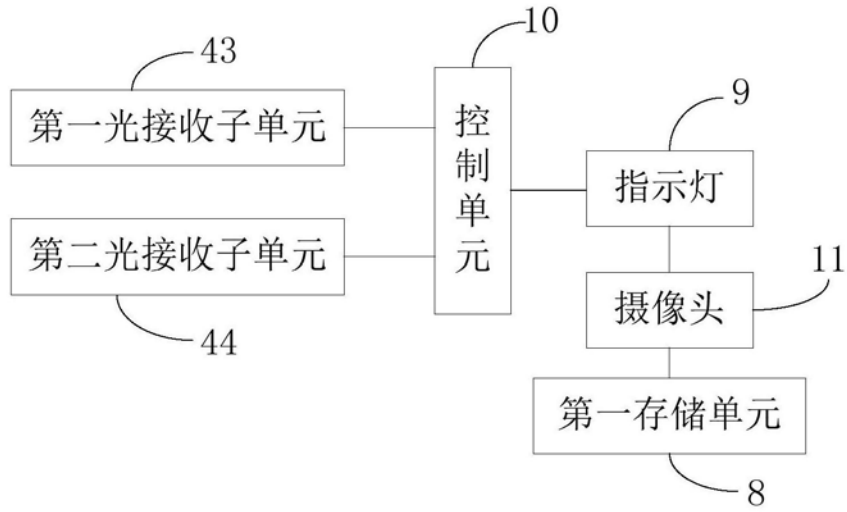 10
43
9
第一光接收子单元
控制单元
指示灯
第二光接收子单元
11
摄像头
44
第一存储单元
8